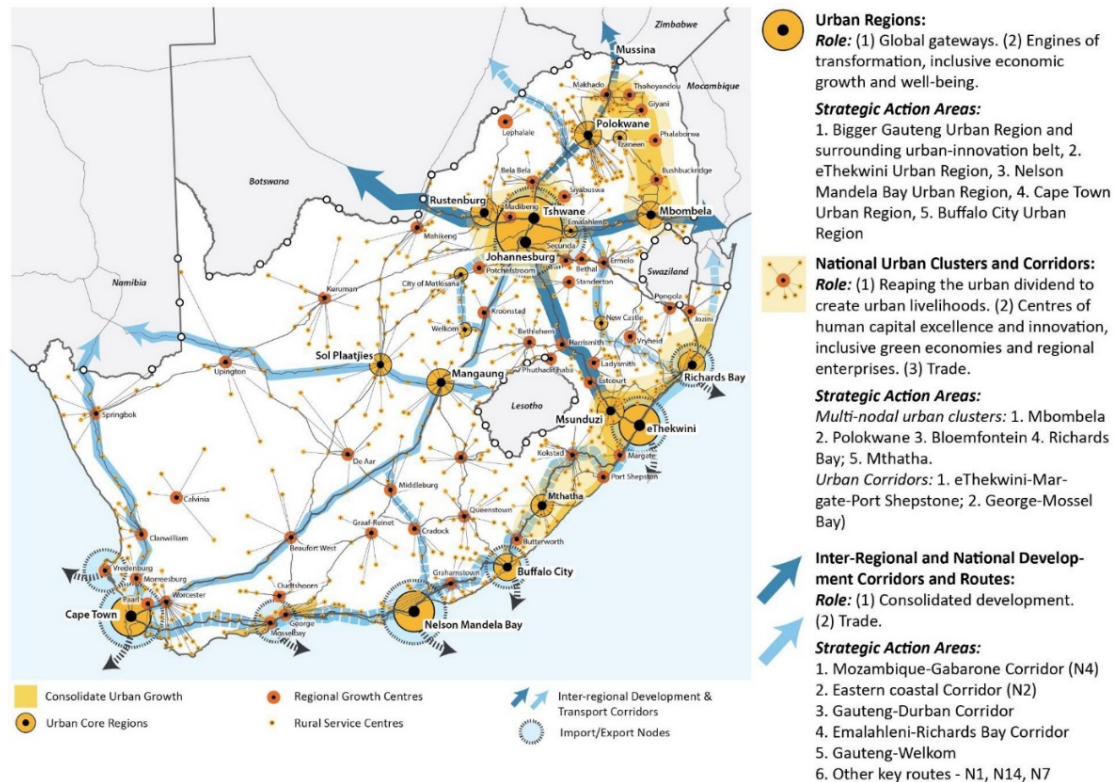 Zimbabwe
Mussina
Mocambique
Makhado
Thohoyandou
Giyani
Lephalale
Polokwane
Tzaneen
Phalaborwa
Botswana
Bela Bela
Bushbuckridge
Siyabuswa
Rustenburg
Madibeng
Tshwane
Mbombela
Emalahleni
Mahikeng
Secunda
Johannesburg
Ermelo
Bethal
Potchefstroom
Swaziland
Namibia
City of Matlosana
Standerton
Kuruman
Pongola
Kroonstad
New Castle
Jozini
Welkom
Bethlehem
Vryheid
Harrismith
Sol Plaatjies
Ladysmith
Upington
Phuthaditjhaba
Mangaung
Estcourt
Richards Bay
Lesotho
Msunduzi
Springbok
eThekwini
Kokstad
De Aar
Margate
Port Shepston
Middleburg
Calvinia
Mthatha
Queenstown
Graaf-Reinet
Cradock
Clanwilliam
Beaufort West
Butterworth
Vredenburg
Grahamstown
Buffalo City
Morreesburg
Oudtshoorn
Worcester
Paarl
Cape Town
George
Nelson Mandela Bay
Mosselbay
Consolidate Urban Growth
Urban Core Regions
Regional Growth Centres
Rural Service Centres
Inter-regional Development &
Transport Corridors
Import/Export Nodes
Urban Regions:
Role: (1) Global gateways. (2) Engines of
transformation, inclusive economic
growth and well-being.
Strategic Action Areas:
1. Bigger Gauteng Urban Region and
surrounding urban-innovation belt, 2.
eThekwini Urban Region, 3. Nelson
Mandela Bay Urban Region, 4. Cape Town
Urban Region, 5. Buffalo City Urban
Region
National Urban Clusters and Corridors:
Role: (1) Reaping the urban dividend to
create urban livelihoods. (2) Centres of
human capital excellence and innovation,
inclusive green economies and regional
enterprises. (3) Trade.
Strategic Action Areas:
Multi-nodal urban clusters: 1. Mbombela
2. Polokwane 3. Bloemfontein 4. Richards
Bay; 5. Mthatha.
Urban Corridors: 1. eThekwini-Mar-
gate-Port Shepstone; 2. George-Mossel
Bay)
Inter-Regional and National Develop-
ment Corridors and Routes:
Role: (1) Consolidated development.
(2) Trade.
Strategic Action Areas:
1. Mozambique-Gabarone Corridor (N4)
2. Eastern coastal Corridor (N2)
3. Gauteng-Durban Corridor
4. Emalahleni-Richards Bay Corridor
5. Gauteng-Welkom
6. Other key routes - N1, N14, N7